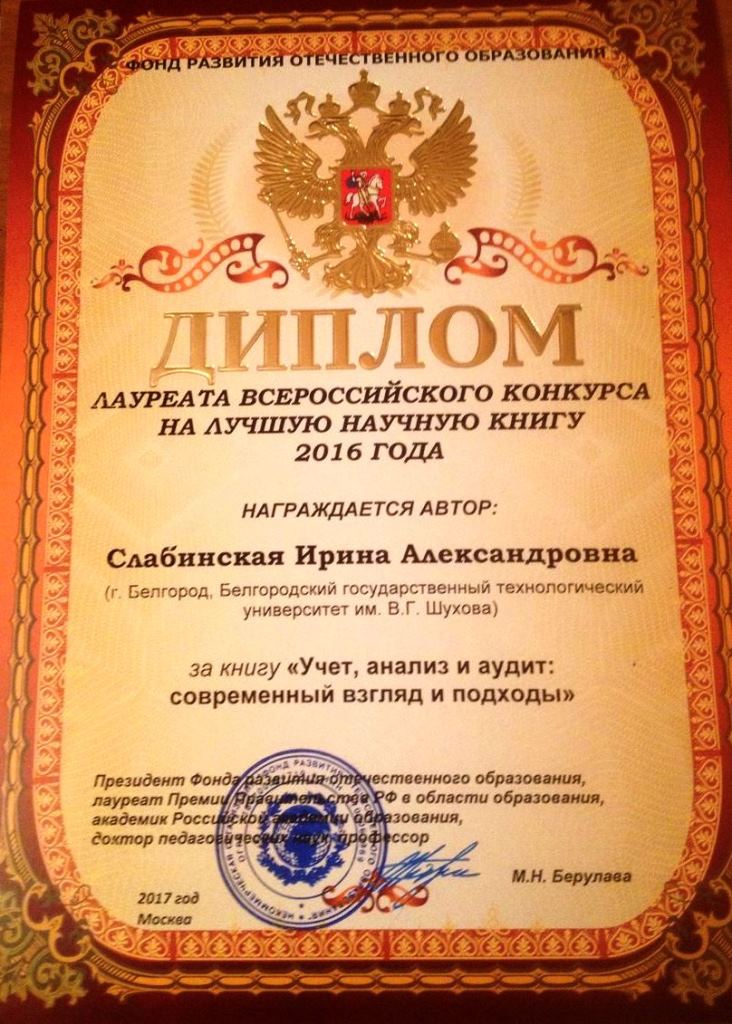 ФОНД РАЗВИТИЯ ОТЕЧЕСТВЕННОГО ОБРАЗОВАНИЯ
ДИПЛОМ
ЛАУРЕАТА ВСЕРОССИЙСКОГО КОНКУРСА
НА ЛУЧШУЮ НАУЧНУЮ КНИГУ
2016 ГОДА
НАГРАЖДАЕТСЯ АВТОР:
Слабинская Ирина Александровна
(г. Белгород, Белгородский государственный технологический
университет им. В.Г. Шухова)
за книгу «Учет, анализ и аудит:
современный взгляд и подходы»
Президент Фонда развития отечественного образования,
лауреат Премии Правительства РФ в области образования,
академик Российской академии образования,
доктор педагогических наук, профессор
М.Н. Берулава
2017 год
Москва